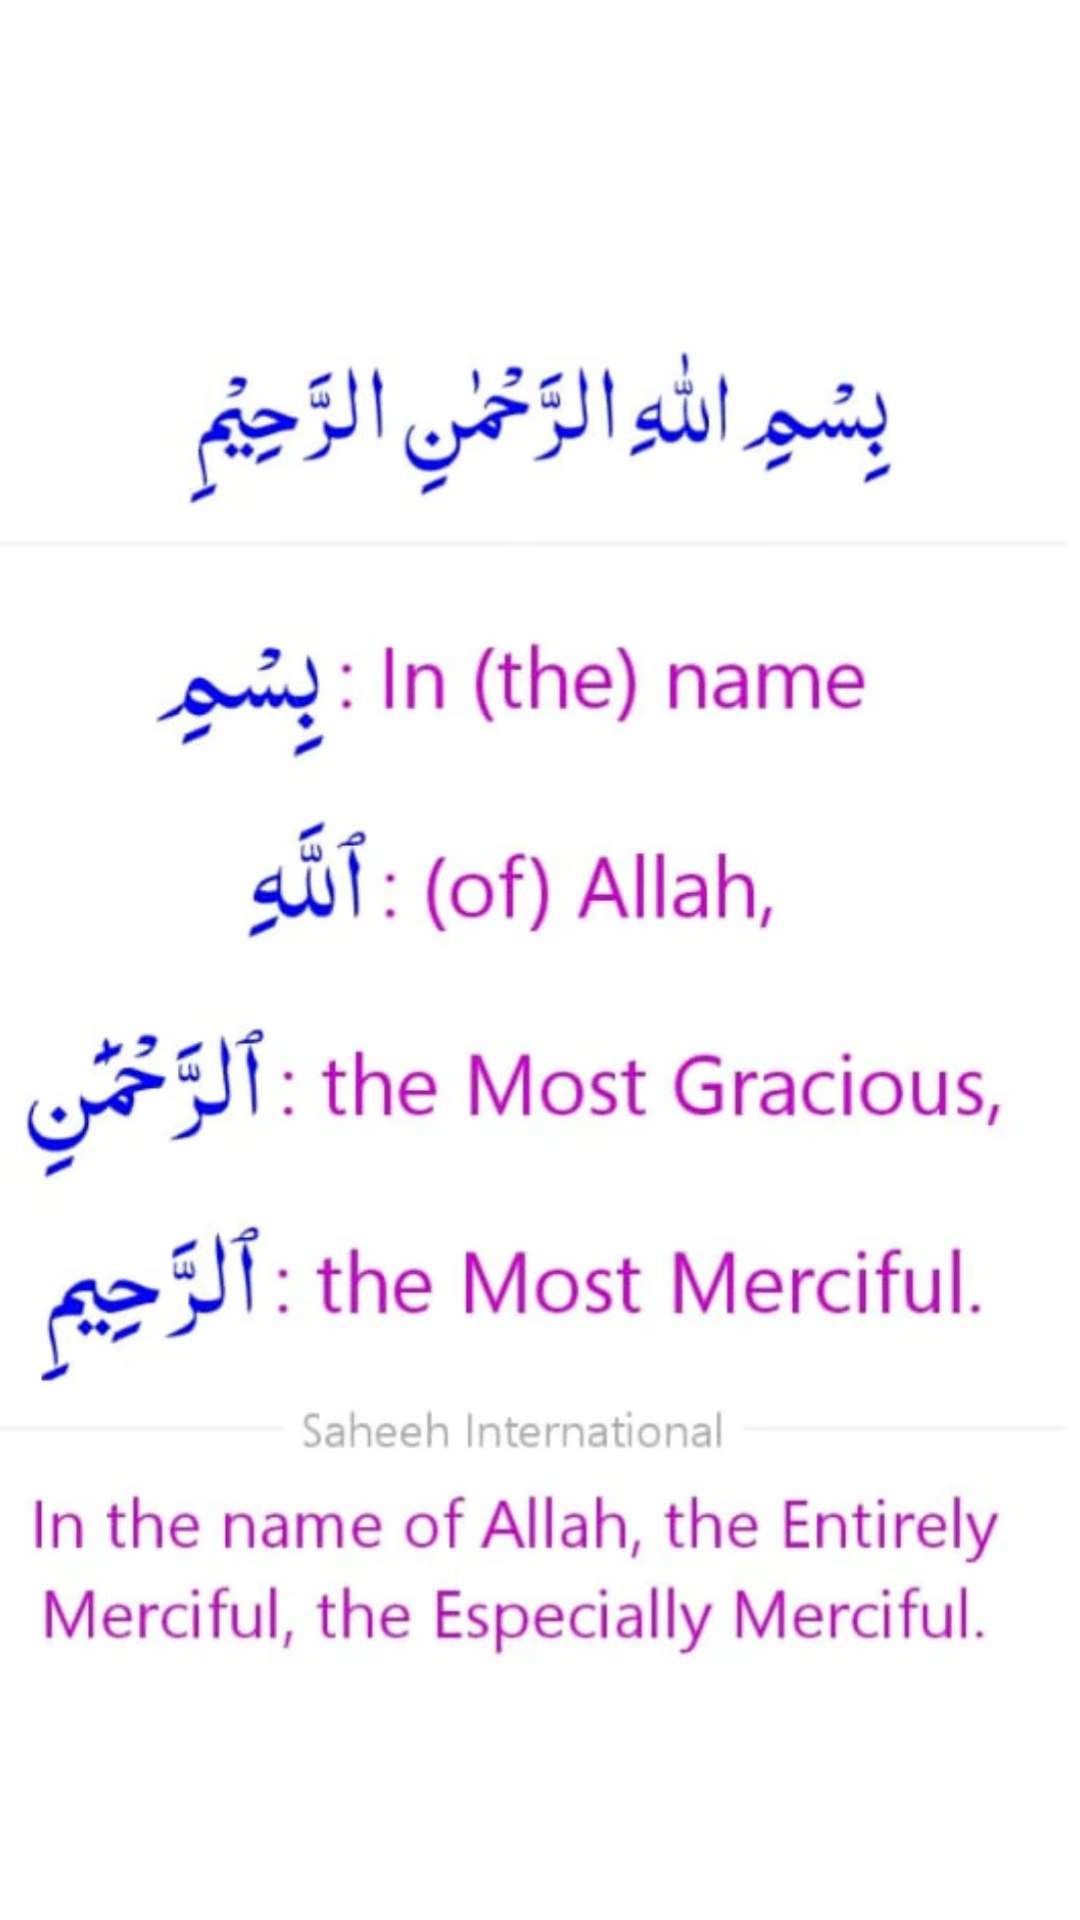 بِسْمِ اللّٰهِ الرَّحْمٰنِ الرَّحِيْمِ
بِسْمِ : In (the) name
ٱللَّهِ : (of) Allah,
ٱلرَّحْمَٰنِ : the Most Gracious,
ٱلرَّحِيمِ : the Most Merciful.
Saheeh International
In the name of Allah, the Entirely
Merciful, the Especially Merciful.